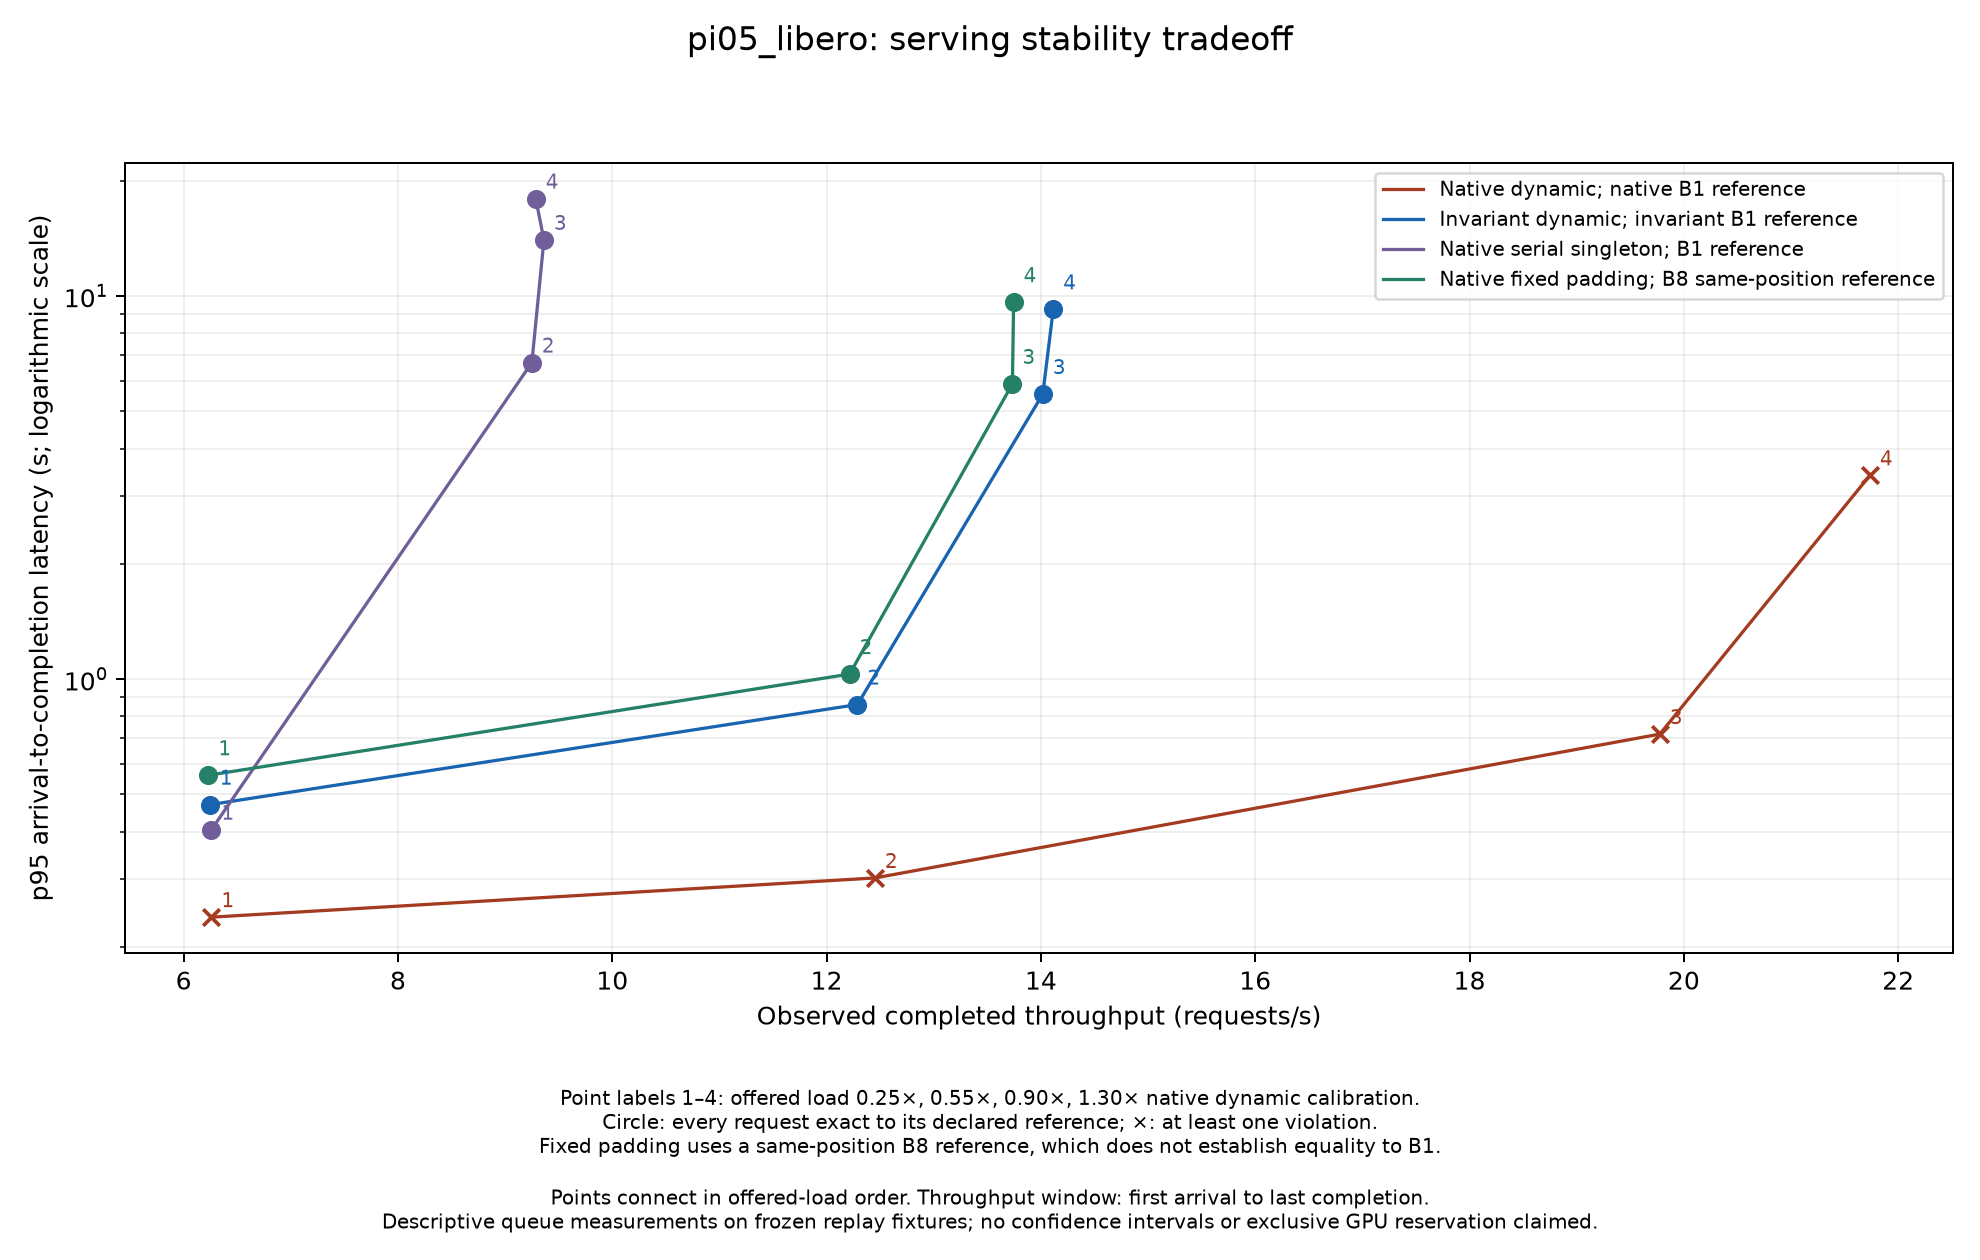 pi05_libero: serving stability tradeoff
p95 arrival-to-completion latency (s; logarithmic scale)
10¹
10⁰
Native dynamic; native B1 reference
Invariant dynamic; invariant B1 reference
Native serial singleton; B1 reference
Native fixed padding; B8 same-position reference
4
3
2
1
4
3
2
1
4
3
2
1
4
3
2
1
6 8 10 12 14 16 18 20 22
Observed completed throughput (requests/s)
Point labels 1–4: offered load 0.25×, 0.55×, 0.90×, 1.30× native dynamic calibration.
Circle: every request exact to its declared reference; ×: at least one violation.
Fixed padding uses a same-position B8 reference, which does not establish equality to B1.
Points connect in offered-load order. Throughput window: first arrival to last completion.
Descriptive queue measurements on frozen replay fixtures; no confidence intervals or exclusive GPU reservation claimed.